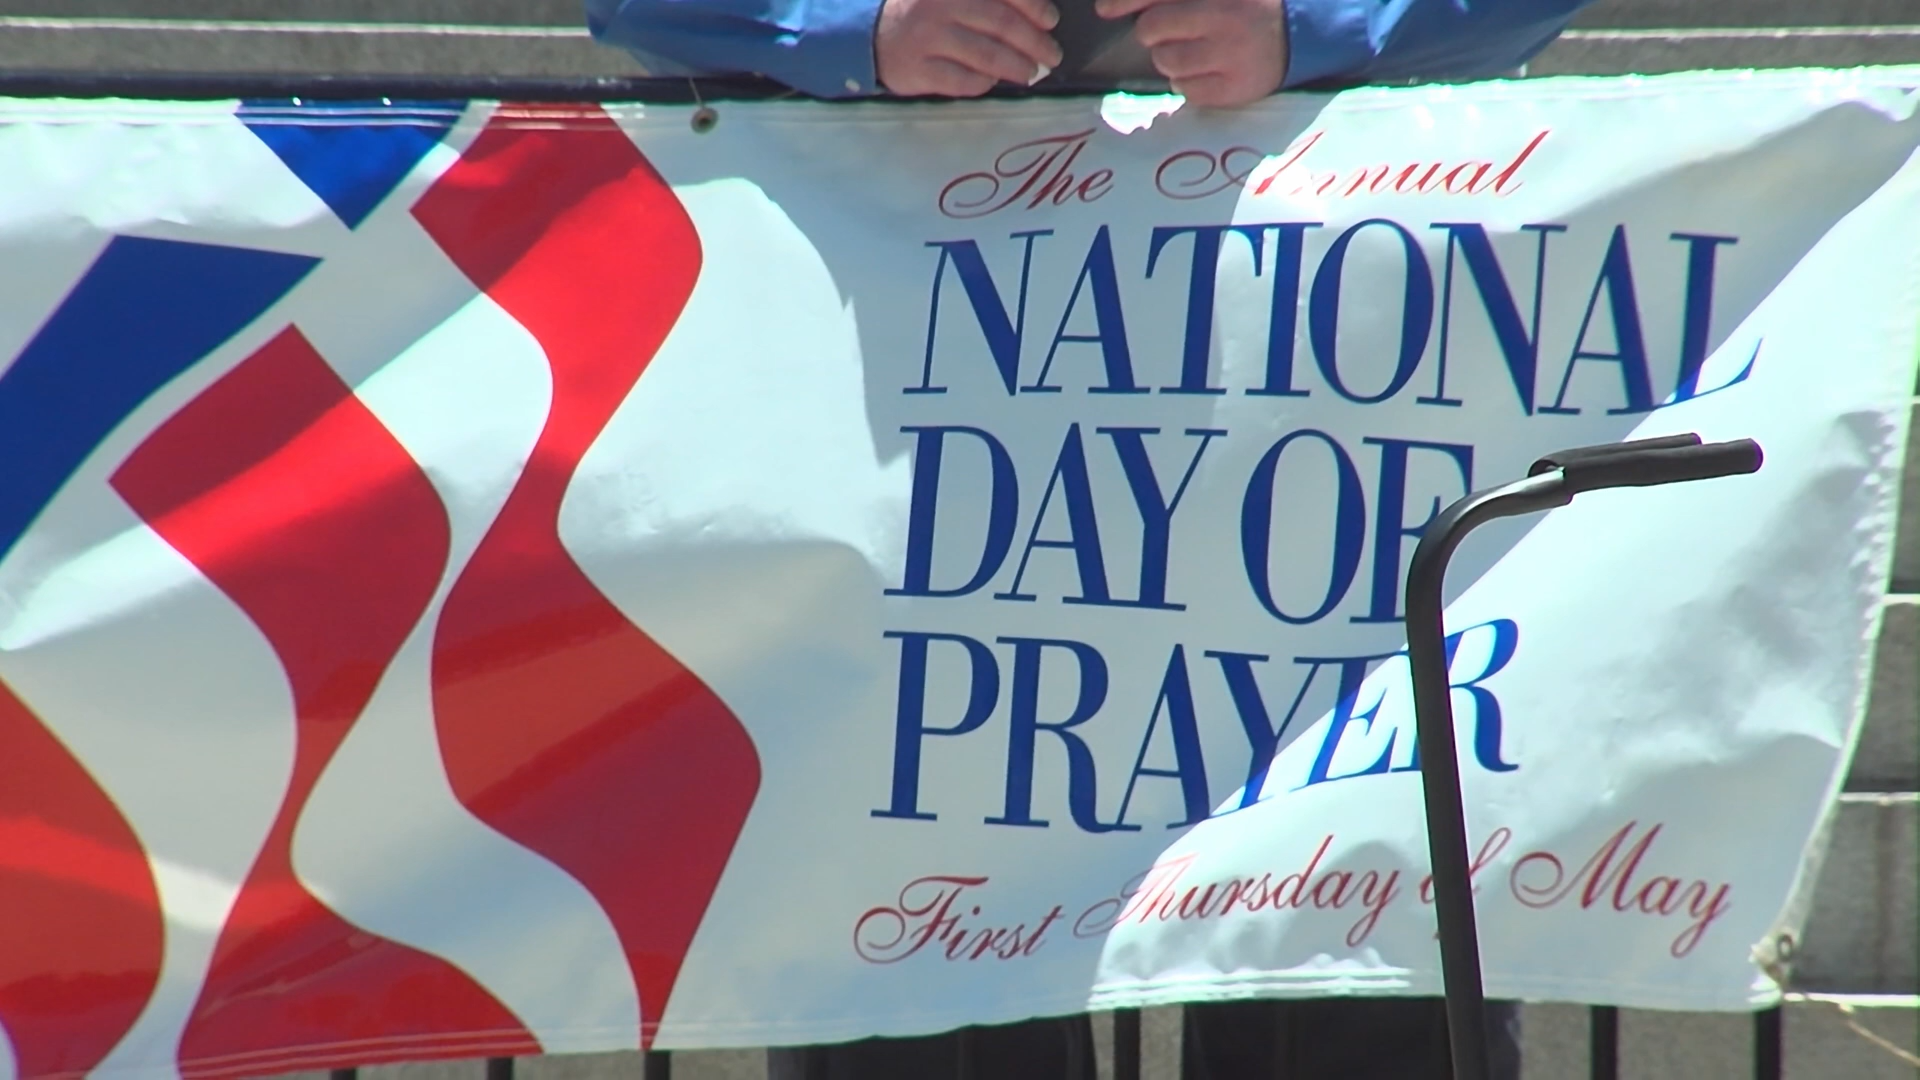 The Annual
NATIONAL
DAY OF
PRAYER
First Thursday of May